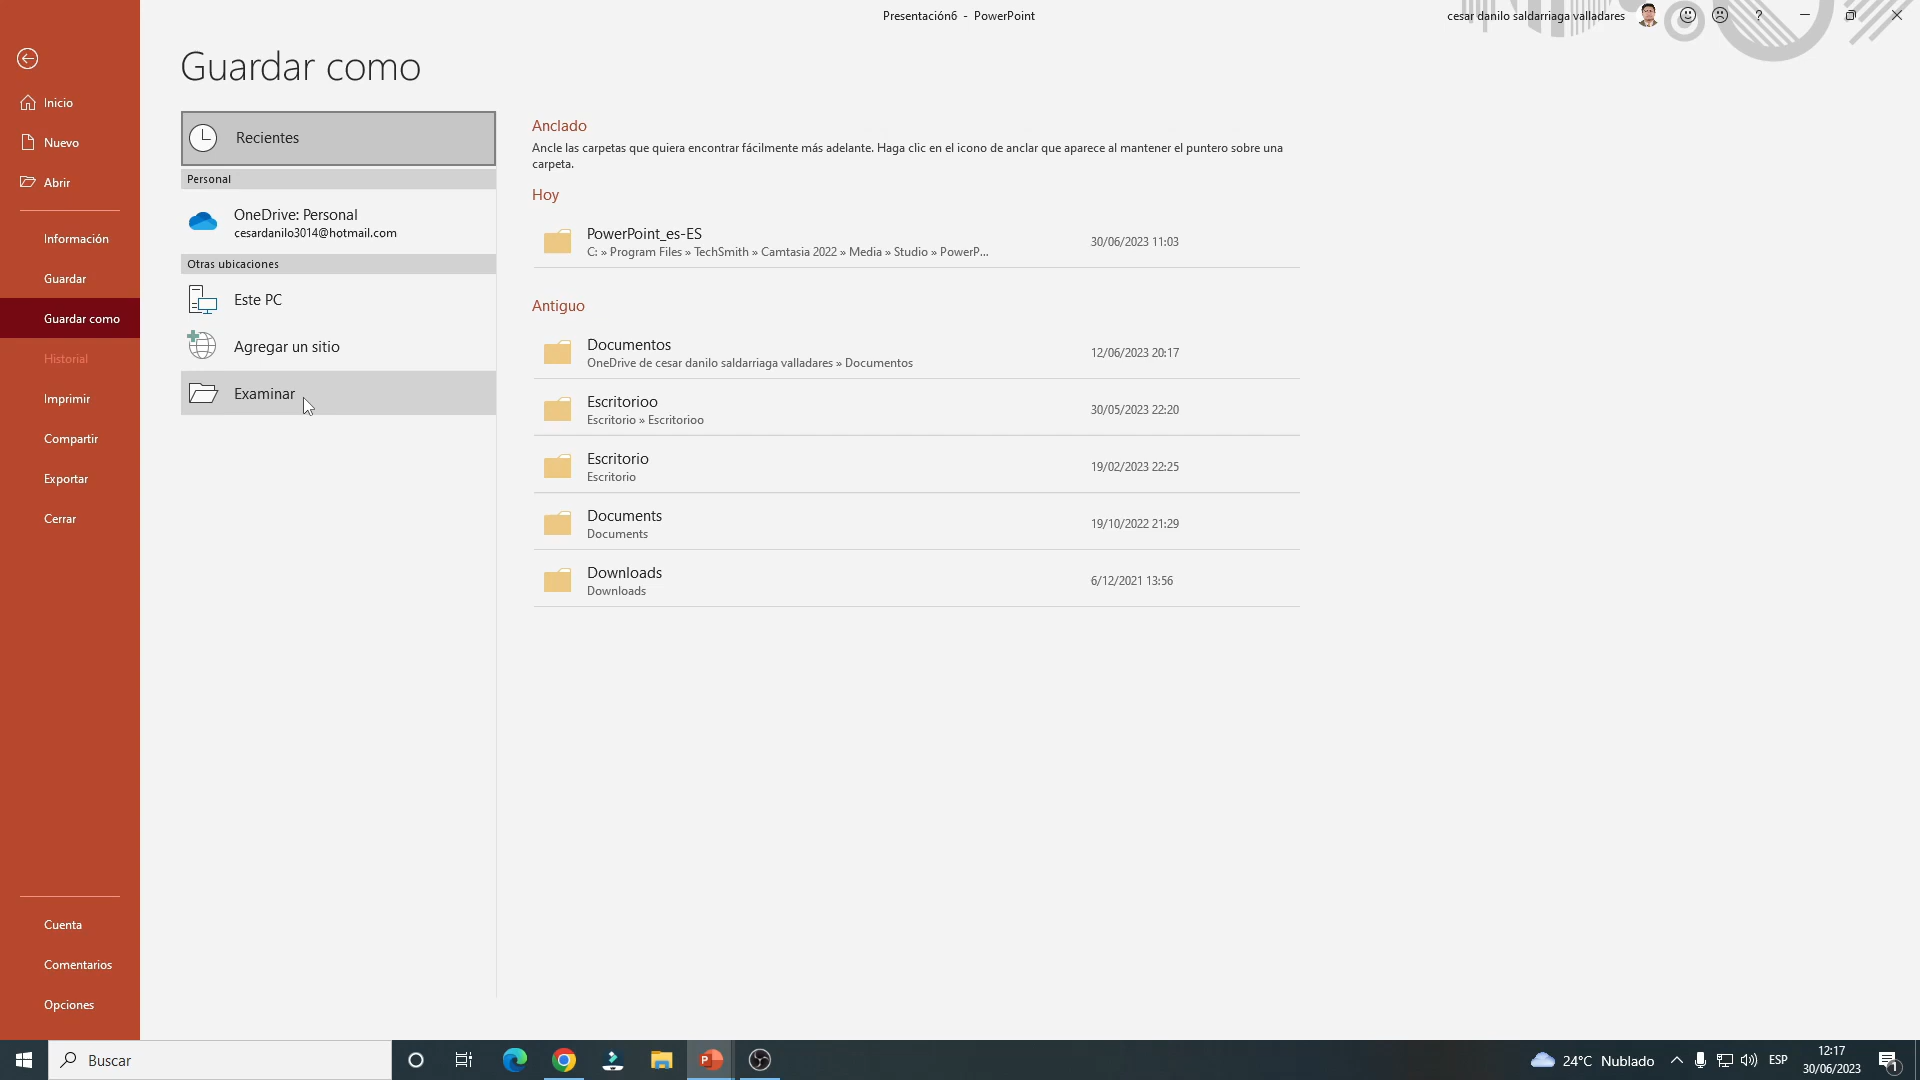 Presentación6 - PowerPoint
cesar danilo saldarriaga valladares
?
Guardar como
Inicio
Nuevo
Abrir
Información
Guardar
Guardar como
Historial
Imprimir
Compartir
Exportar
Cerrar
Cuenta
Comentarios
Opciones
Recientes
Personal
OneDrive: Personal
cesardanilo3014@hotmail.com
Otras ubicaciones
Este PC
Agregar un sitio
Examinar
Anclado
Ancle las carpetas que quiera encontrar fácilmente más adelante. Haga clic en el icono de anclar que aparece al mantener el puntero sobre una
carpeta.
Hoy
PowerPoint_es-ES 30/06/2023 11:03
C: » Program Files » TechSmith » Camtasia 2022 » Media » Studio » PowerP...
Antiguo
Documentos 12/06/2023 20:17
OneDrive de cesar danilo saldarriaga valladares » Documentos
Escritorioo 30/05/2023 22:20
Escritorio » Escritorioo
Escritorio 19/02/2023 22:25
Escritorio
Documents 19/10/2022 21:29
Documents
Downloads 6/12/2021 13:56
Downloads
Buscar
24°C Nublado
ESP
12:17
30/06/2023
1